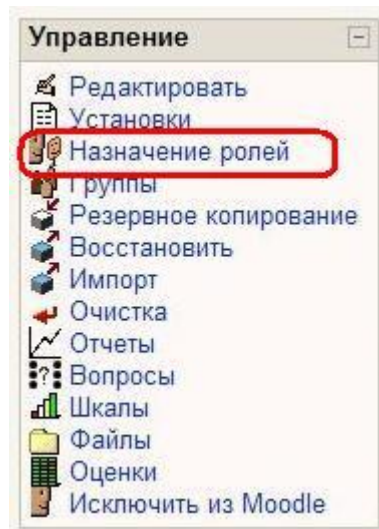 Управление
Редактировать
Установки
Назначение ролей
Группы
Резервное копирование
Восстановить
Импорт
Очистка
Отчеты
Вопросы
Шкалы
Файлы
Оценки
Исключить из Moodle